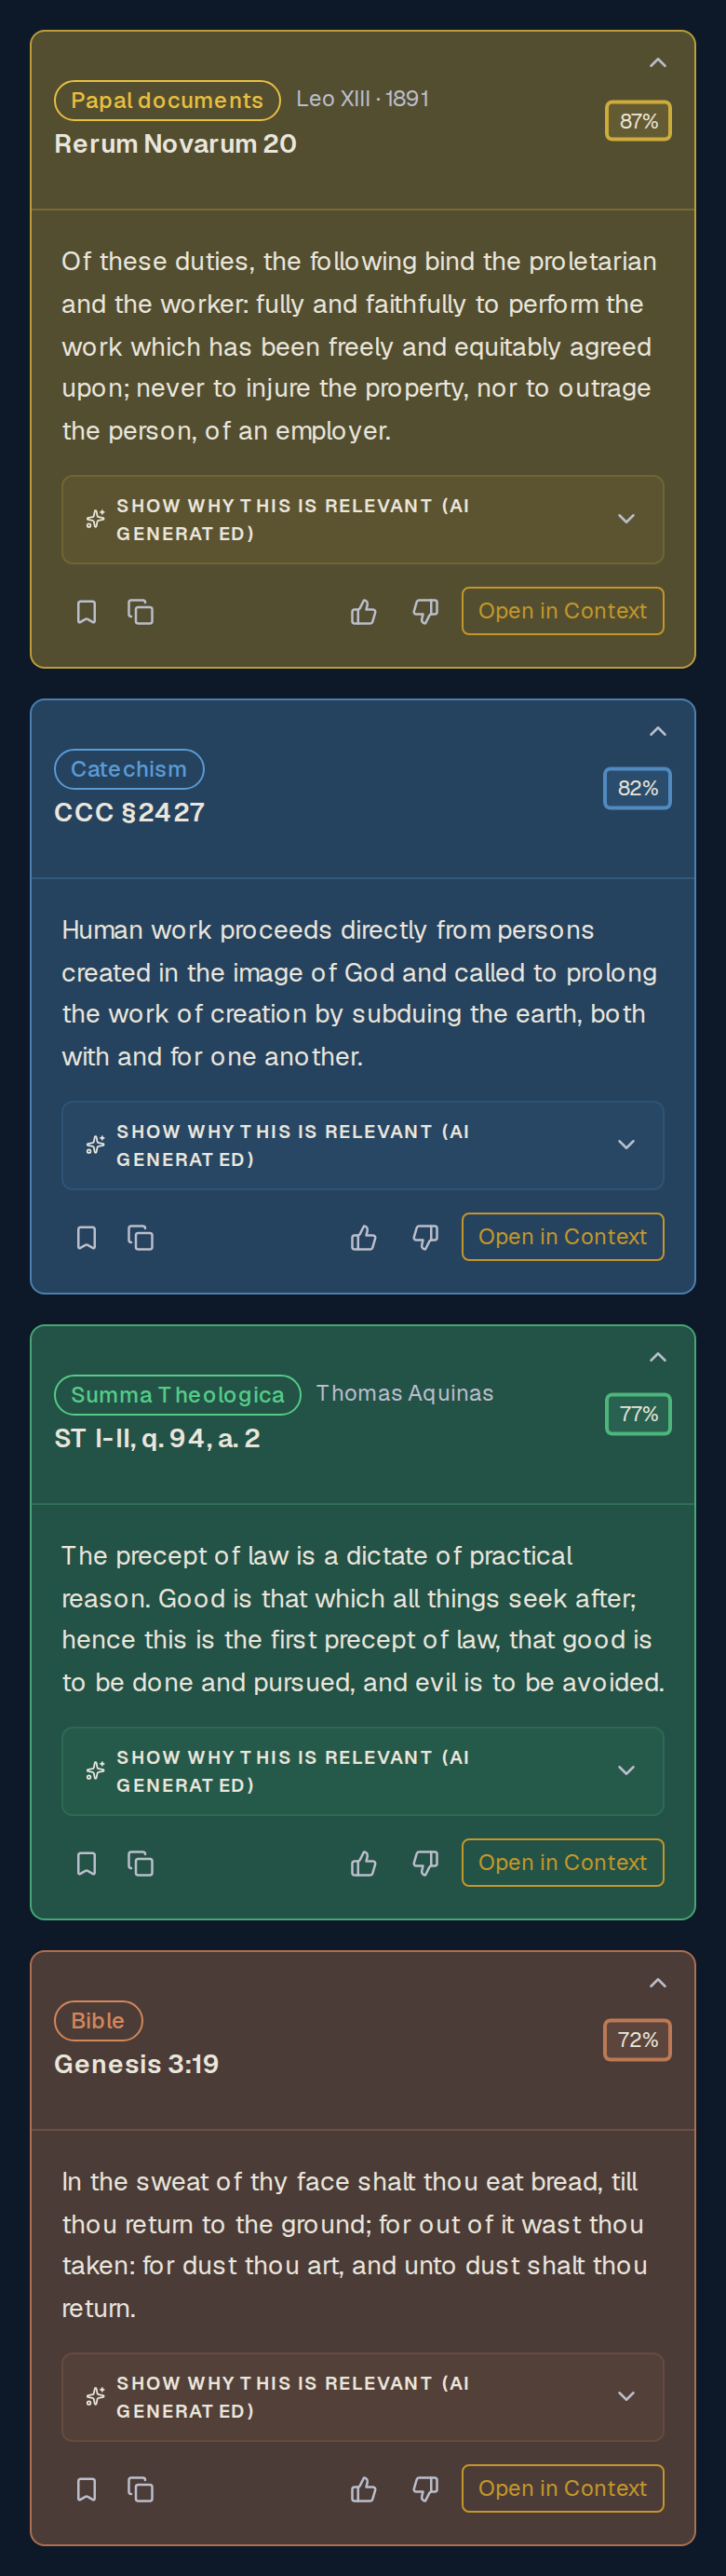 Papal documents Leo XIII · 1891
87%
Rerum Novarum 20
Of these duties, the following bind the proletarian
and the worker: fully and faithfully to perform the
work which has been freely and equitably agreed
upon; never to injure the property, nor to outrage
the person, of an employer.
SHOW WHY THIS IS RELEVANT (AI
GENERATED)
Open in Context
Catechism
82%
CCC §2427
Human work proceeds directly from persons
created in the image of God and called to prolong
the work of creation by subduing the earth, both
with and for one another.
SHOW WHY THIS IS RELEVANT (AI
GENERATED)
Open in Context
Summa Theologica Thomas Aquinas
77%
ST I-II, q. 94, a. 2
The precept of law is a dictate of practical
reason. Good is that which all things seek after;
hence this is the first precept of law, that good is
to be done and pursued, and evil is to be avoided.
SHOW WHY THIS IS RELEVANT (AI
GENERATED)
Open in Context
Bible
72%
Genesis 3:19
In the sweat of thy face shalt thou eat bread, till
thou return to the ground; for out of it wast thou
taken: for dust thou art, and unto dust shalt thou
return.
SHOW WHY THIS IS RELEVANT (AI
GENERATED)
Open in Context